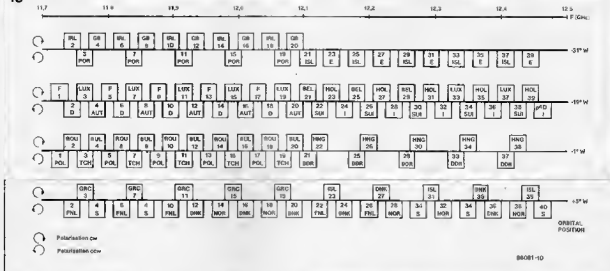 11,7 11,8 11,9 12,0 12,1 12,2 12,3 12,4 12,5
F (GHz)
IRL 2 GB 4 IRL 6 GB 8 IRL 10 GB 12 IRL 14 GB 16 IRL 18 GB 20
3 POR 7 POR 11 POR 15 POR 19 POR 21 ISL 23 E 25 ISL 27 E 29 ISL 31 E 33 ISL 35 E 37 ISL 39 E
-31° W
F 1 LUX 3 F 5 LUX 7 F 9 LUX 11 F 13 LUX 15 F 17 LUX 19 BEL 21 HOL 23 BEL 25 HOL 27 BEL 29 HOL 31 LUX 33 HOL 35 LUX 37
2 D 4 AUT 6 D 8 AUT 10 D 12 AUT 14 D 16 AUT 18 D 20 AUT 22 SUI 24 I 26 SUI 28 I 30 SUI 32 I 34 SUI 36 I 38 SUI 40 I
-19° W
ROU 2 BUL 4 ROU 8 BUL ROU BUL 12 ROU BUL 16 ROU 18 BUL 20 HNG 22 HNG 26 HNG 30 HNG 34 HNG 38
1 POL 3 TCH 5 POL 7 TCH 9 POL 11 TCH 13 POL 15 TCH 17 POL 19 TCH 21 DDR 25 DDR 29 DDR 33 DDR 37 DDR
-1° W
GRC 3 GRC 7 GRC 11 GRC 15 GRC ISL 23 DNK 27 ISL 31 DNK ISL 35
2 FNL 4 S 6 FNL S 10 FNL 12 DNK 14 NOR 16 DNK 18 NOR 20 DNK 22 FNL 24 DNK 26 FNL 28 NOR S 32 NOR 34 S 36 DNK NOR 40 S
+5° W
ORBITAL
POSITION
Polarisation cw
Polarisation ccw
88081-10